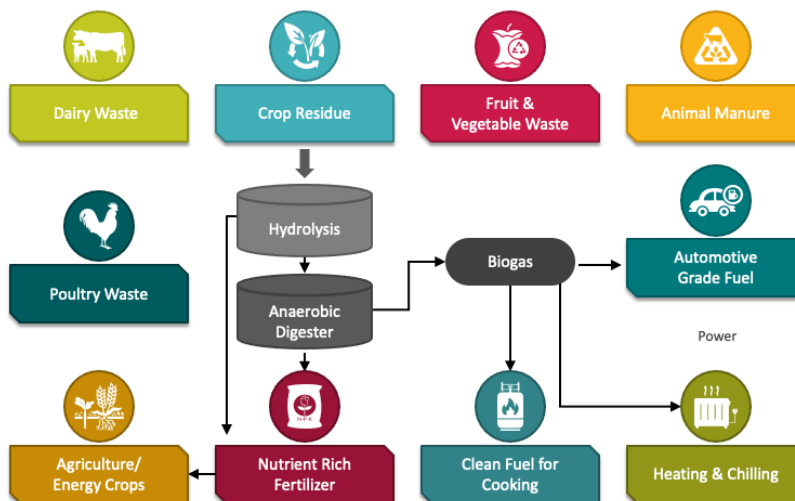 Dairy Waste
Crop Residue
Fruit &
Vegetable Waste
Animal Manure
Hydrolysis
Poultry Waste
Biogas
Automotive
Grade Fuel
Anaerobic
Digester
Power
N-P-K
Agriculture/
Energy Crops
Nutrient Rich
Fertilizer
Clean Fuel for
Cooking
Heating & Chilling